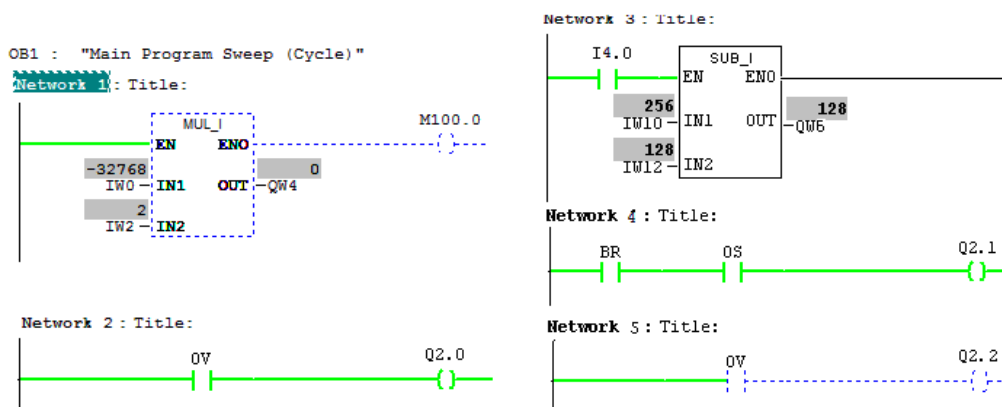 OB1 : "Main Program Sweep (Cycle)"
Network 1: Title:
MUL_I
M100.0
EN ENO
-32768 0
IW0 IN1 OUT QW4
2
IW2 IN2
Network 2 : Title:
OV Q2.0
Network 3 : Title:
I4.0
SUB_I
EN ENO
256 128
IW10 IN1 OUT QW6
128
IW12 IN2
Network 4 : Title:
BR OS Q2.1
Network 5 : Title:
OV Q2.2